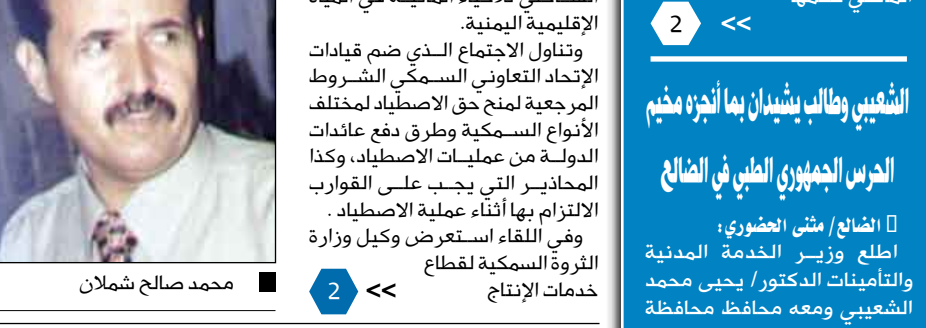 2 >>
الشعيبي وطالب يشيدان بما أنجزه مخيم
الحرس الجمهوري الطبي في الضالع
الضالع/ مثنى الحضوري:
اطلع وزير الخدمة المدنية
والتأمينات الدكتور/ يحيى محمد
الشعيبي ومعه محافظ محافظة
الإقليمية اليمنية.
وتناول الاجتماع الذي ضم قيادات
الإتحاد التعاوني السمكي الشروط
المرجعية لمنح حق الاصطياد لمختلف
الأنواع السمكية وطرق دفع عائدات
الدولة من عمليات الاصطياد، وكذا
المحاذير التي يجب على القوارب
الالتزام بها أثناء عملية الاصطياد .
وفي اللقاء استعرض وكيل وزارة
الثروة السمكية لقطاع
خدمات الإنتاج >> 2
محمد صالح شملان